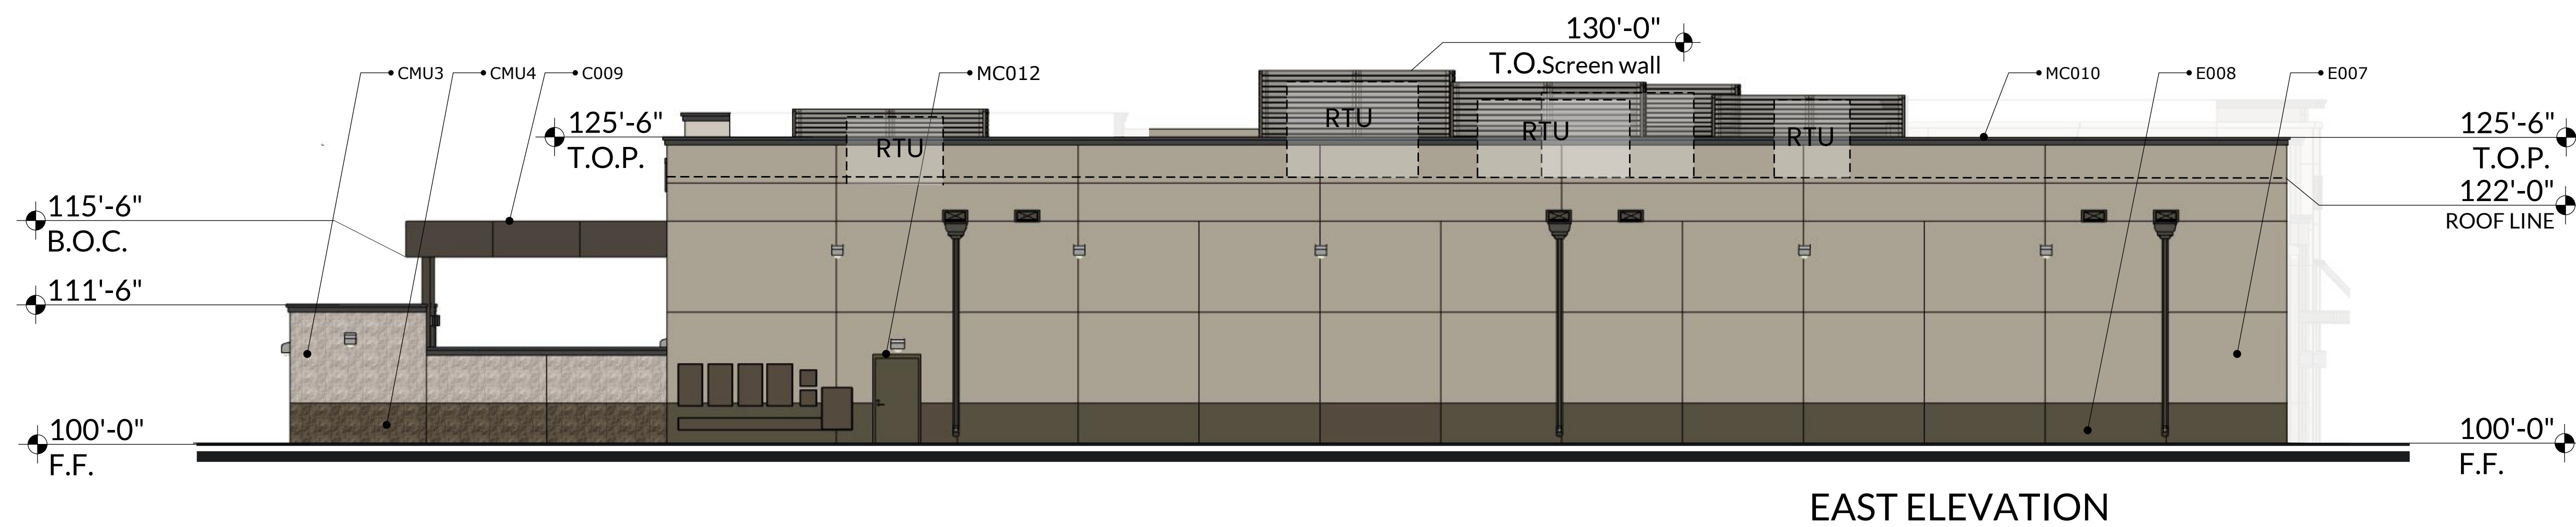 130'-0"
T.O.Screen wall
CMU3
CMU4
C009
MC012
MC010
E008
E007
125'-6"
T.O.P.
RTU
RTU
RTU
RTU
125'-6"
T.O.P.
115'-6"
B.O.C.
122'-0"
ROOF LINE
111'-6"
100'-0"
F.F.
100'-0"
F.F.
EAST ELEVATION